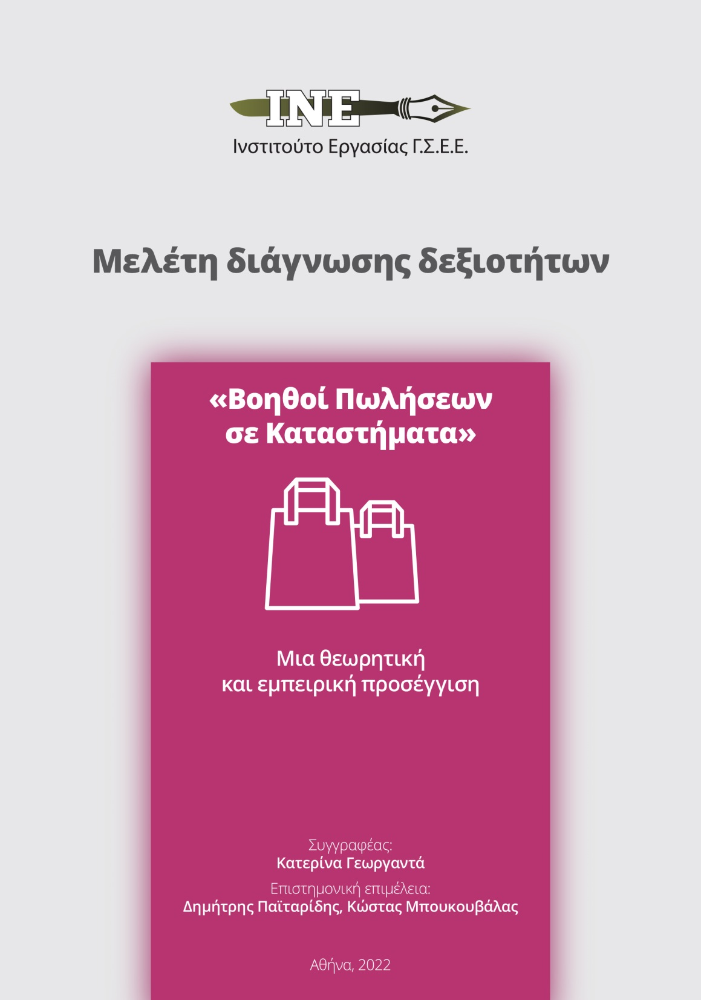 ΙΝΕ
Ινστιτούτο Εργασίας Γ.Σ.Ε.Ε.
Μελέτη διάγνωσης δεξιοτήτων
«Βοηθοί Πωλήσεων
σε Καταστήματα»
Μια θεωρητική
και εμπειρική προσέγγιση
Συγγραφέας:
Κατερίνα Γεωργαντά
Επιστημονική επιμέλεια:
Δημήτρης Παϊταρίδης, Κώστας Μπουκουβάλας
Αθήνα, 2022